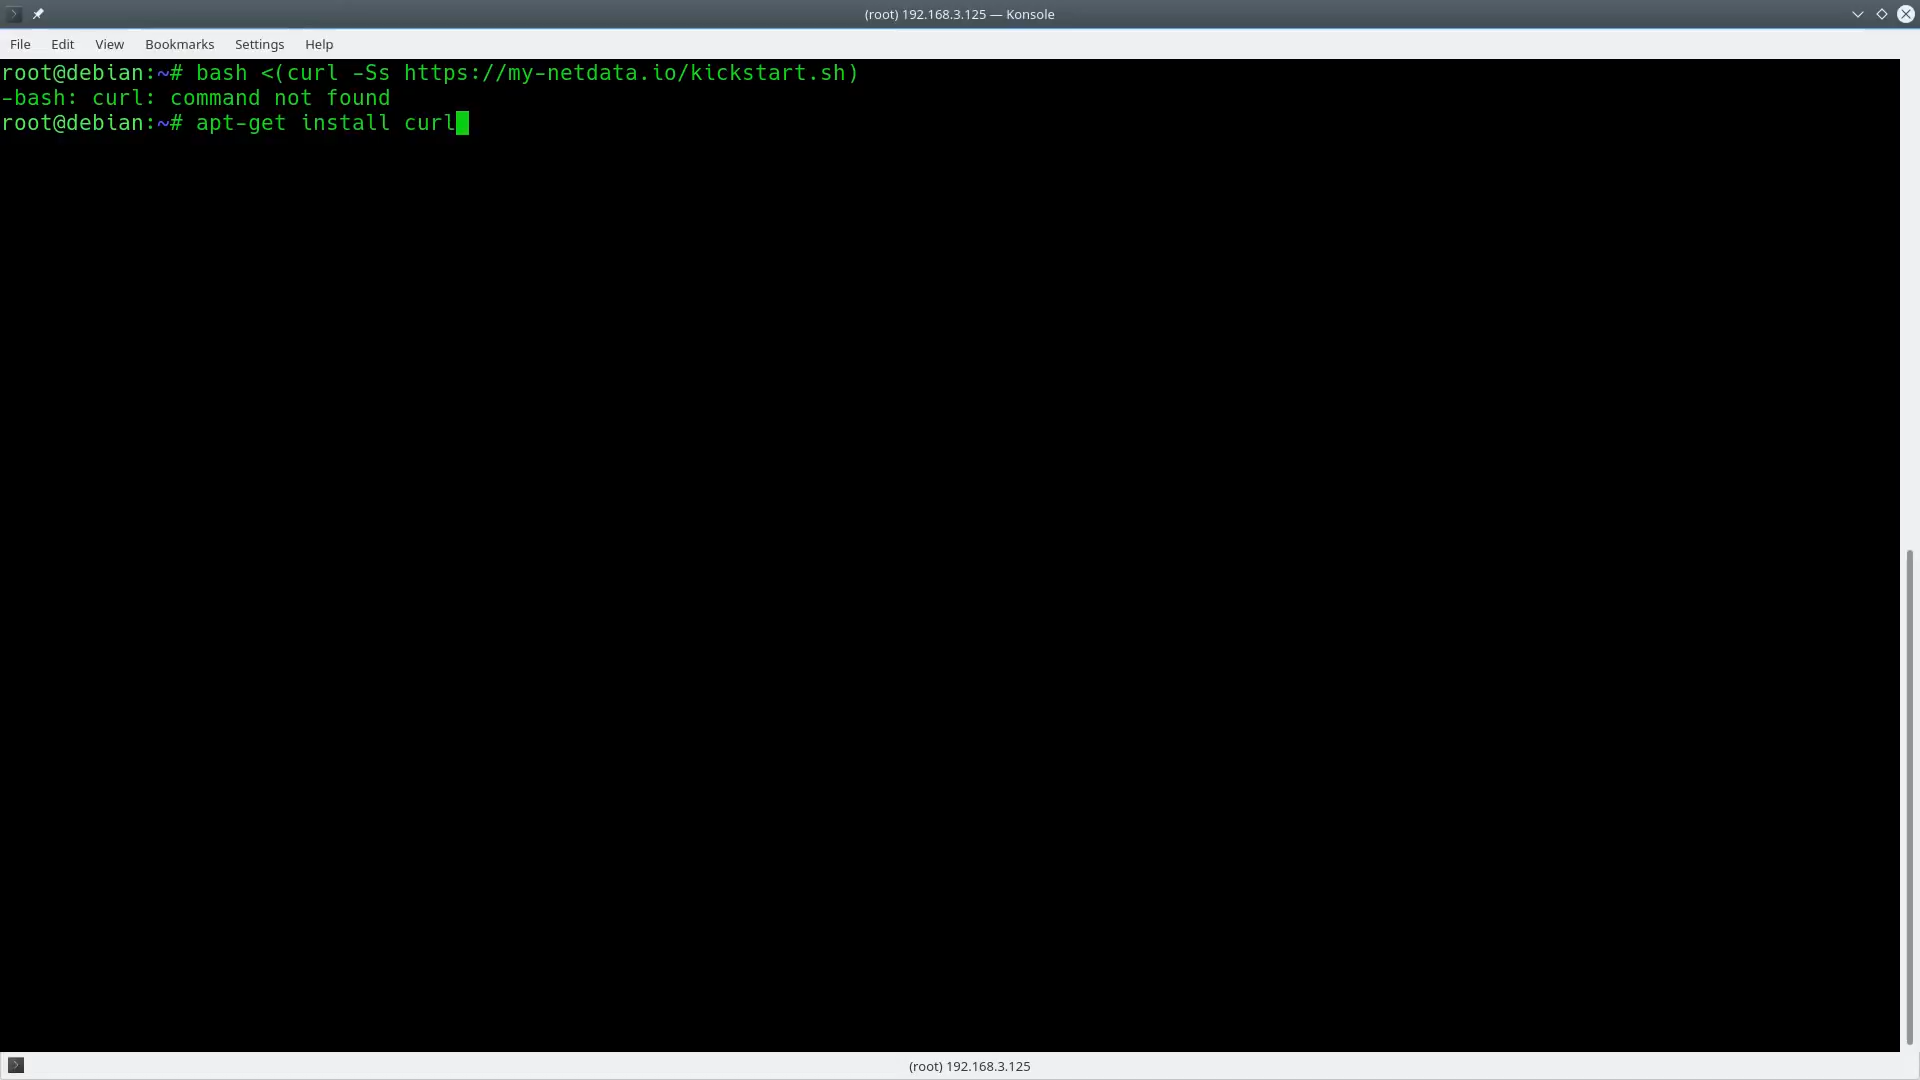 (root) 192.168.3.125 — Konsole
File Edit View Bookmarks Settings Help
root@debian:~# bash <(curl -Ss https://my-netdata.io/kickstart.sh)
-bash: curl: command not found
root@debian:~# apt-get install curl
(root) 192.168.3.125